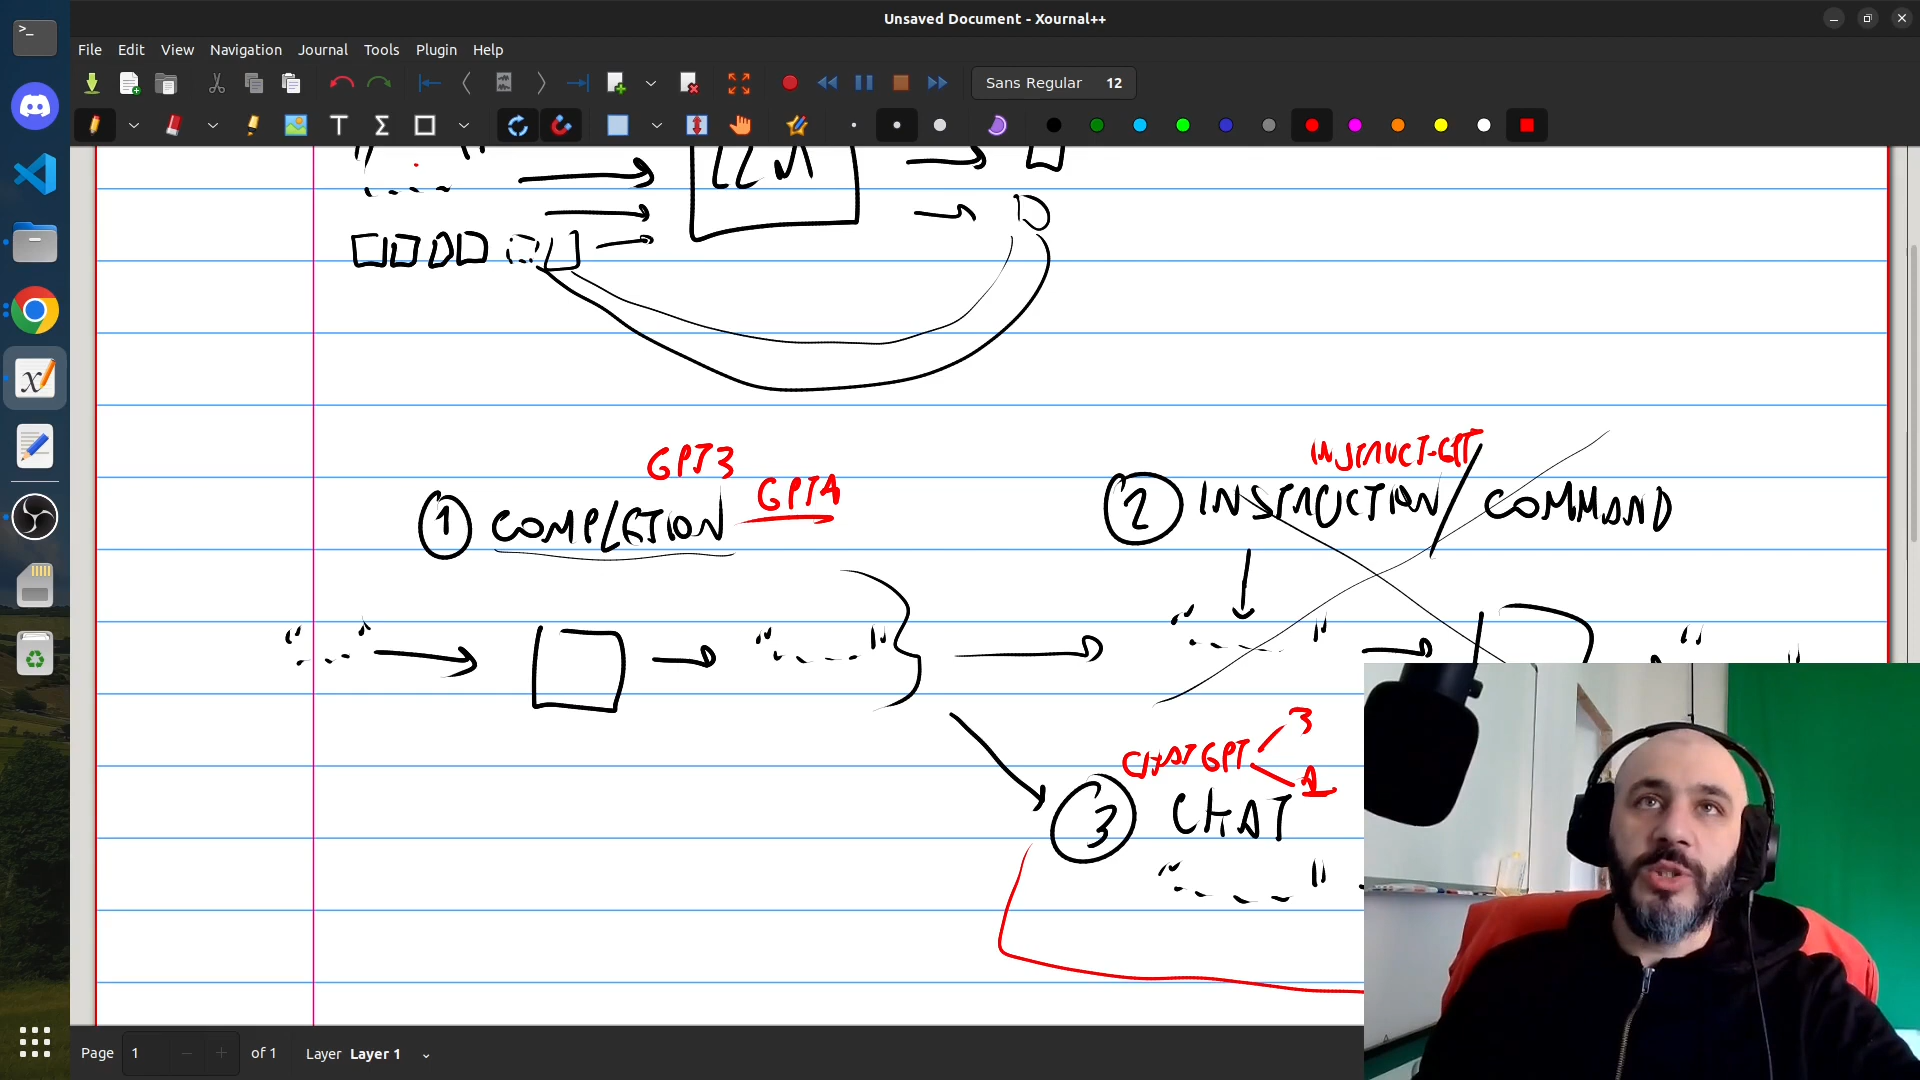 Unsaved Document - Xournal++
File Edit View Navigation Journal Tools Plugin Help
Sans Regular 12
LLM
GPT3
GPT4
1 COMPLETION
INSTRUCT-GPT
2 INSTRUCTION / COMMAND
" "
" "
" "
" "
CHATGPT 3
4
3 CHAT
" "
Page 1 of 1 Layer Layer 1